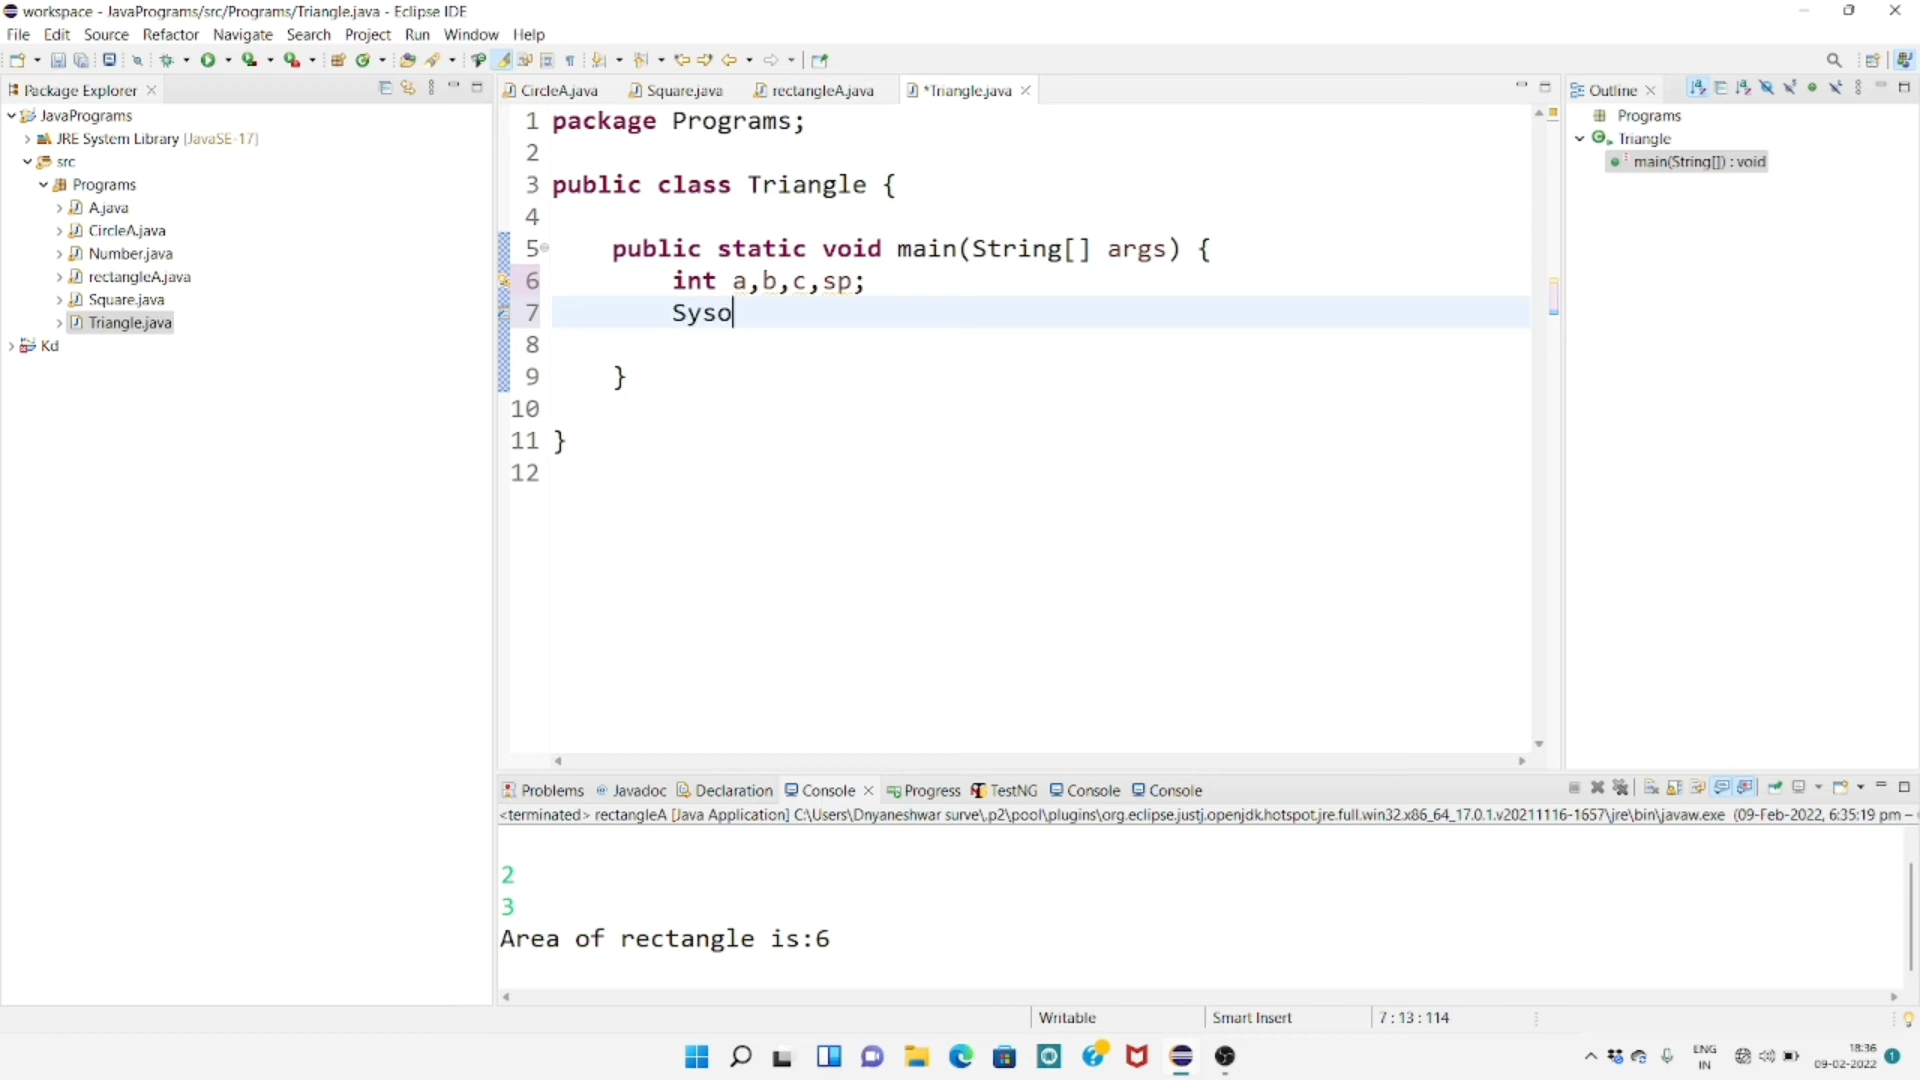 workspace - JavaPrograms/src/Programs/Triangle.java - Eclipse IDE
File Edit Source Refactor Navigate Search Project Run Window Help
Package Explorer
JavaPrograms
JRE System Library [JavaSE-17]
src
Programs
A.java
CircleA.java
Number.java
rectangleA.java
Square.java
Triangle.java
Kd
CircleA.java Square.java rectangleA.java *Triangle.java
1 package Programs;
2
3 public class Triangle {
4
5 public static void main(String[] args) {
6 int a,b,c,sp;
7 Syso
8
9 }
10
11 }
12
Outline
Programs
Triangle
main(String[]) : void
Problems Javadoc Declaration Console Progress TestNG Console Console
<terminated> rectangleA [Java Application] C:\Users\Dnyaneshwar surve\.p2\pool\plugins\org.eclipse.justj.openjdk.hotspot.jre.full.win32.x86_64_17.0.1.v20211116-1657\jre\bin\javaw.exe (09-Feb-2022, 6:35:19 pm –
2
3
Area of rectangle is:6
Writable Smart Insert 7 : 13 : 114
ENG
IN
18:36
09-02-2022
1